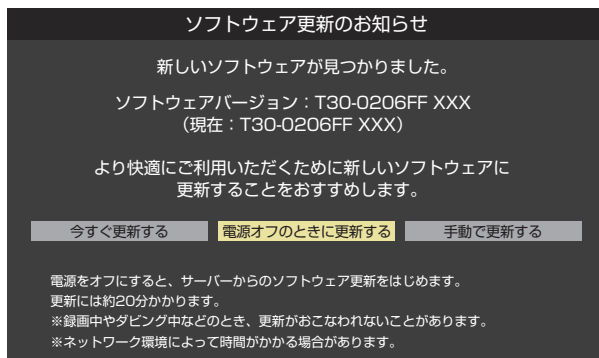 ソフトウェア更新のお知らせ
新しいソフトウェアが見つかりました。
ソフトウェアバージョン：T30-0206FF XXX
（現在：T30-0206FF XXX）
より快適にご利用いただくために新しいソフトウェアに
更新することをおすすめします。
今すぐ更新する 電源オフのときに更新する 手動で更新する
電源をオフにすると、サーバーからのソフトウェア更新をはじめます。
更新には約20分かかります。
※録画中やダビング中などのとき、更新がおこなわれないことがあります。
※ネットワーク環境によって時間がかかる場合があります。